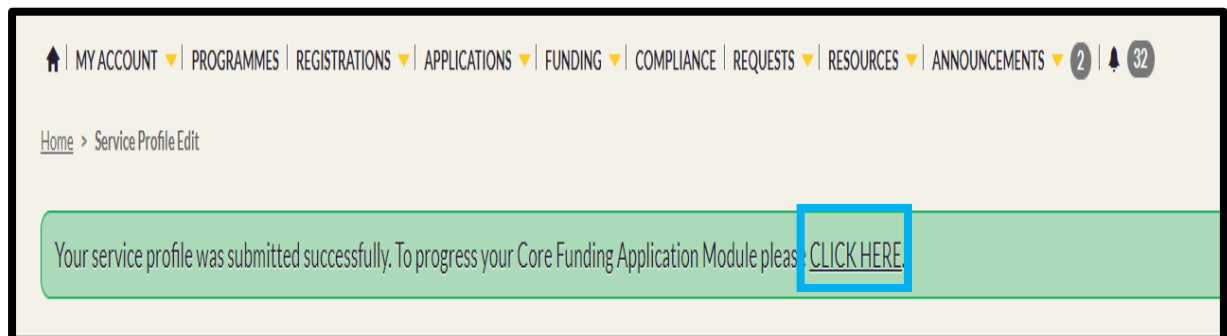 MY ACCOUNT | PROGRAMMES | REGISTRATIONS | APPLICATIONS | FUNDING | COMPLIANCE | REQUESTS | RESOURCES | ANNOUNCEMENTS 2 | 32
Home > Service Profile Edit
Your service profile was submitted successfully. To progress your Core Funding Application Module please CLICK HERE.